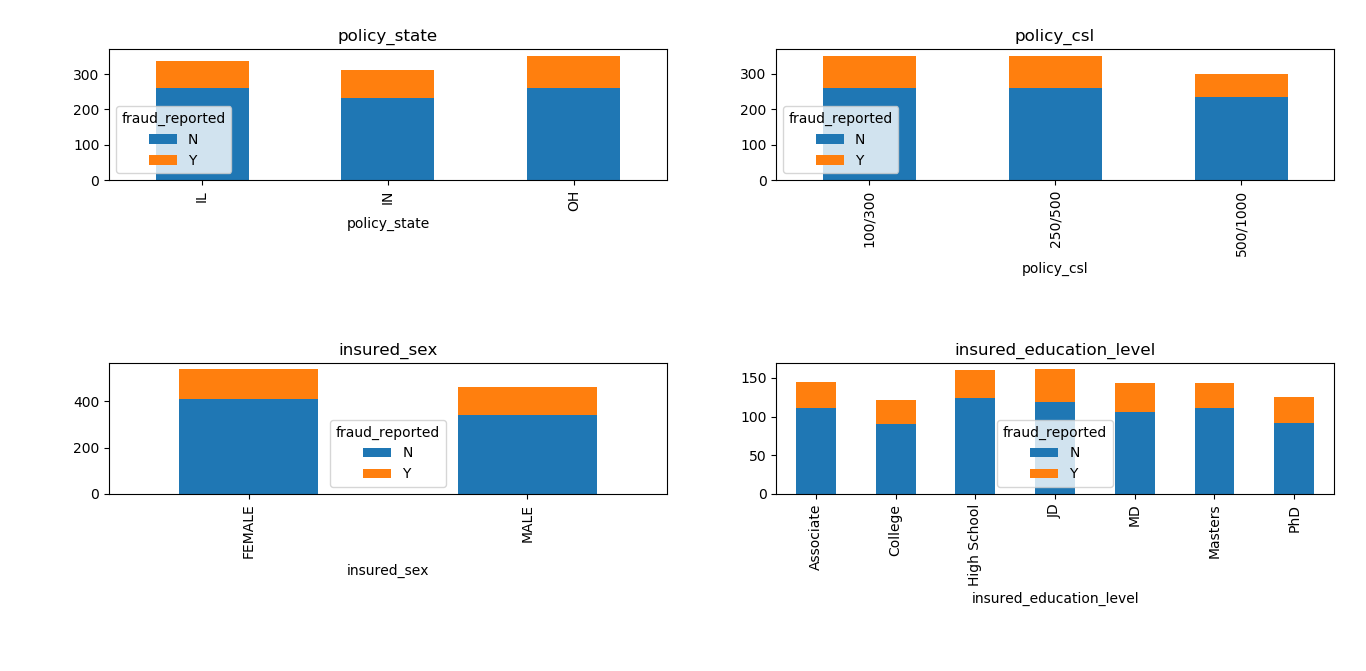 policy_state
300
200
100
0
fraud_reported
N
Y
IL
IN
OH
policy_state
policy_csl
300
200
100
0
fraud_reported
N
Y
100/300
250/500
500/1000
policy_csl
insured_sex
400
200
0
fraud_reported
N
Y
FEMALE
MALE
insured_sex
insured_education_level
150
100
50
0
fraud_reported
N
Y
Associate
College
High School
JD
MD
Masters
PhD
insured_education_level